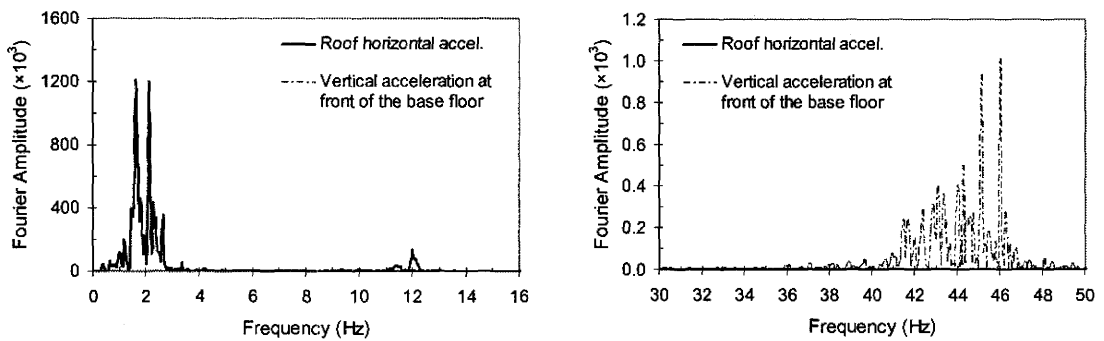 Fourier Amplitude (×10³)
1600
1200
800
400
0
0 2 4 6 8 10 12 14 16
Frequency (Hz)
Roof horizontal accel.
Vertical acceleration at
front of the base floor
Fourier Amplitude (×10³)
1.2
1.0
0.8
0.6
0.4
0.2
0.0
30 32 34 36 38 40 42 44 46 48 50
Frequency (Hz)
Roof horizontal accel.
Vertical acceleration at
front of the base floor